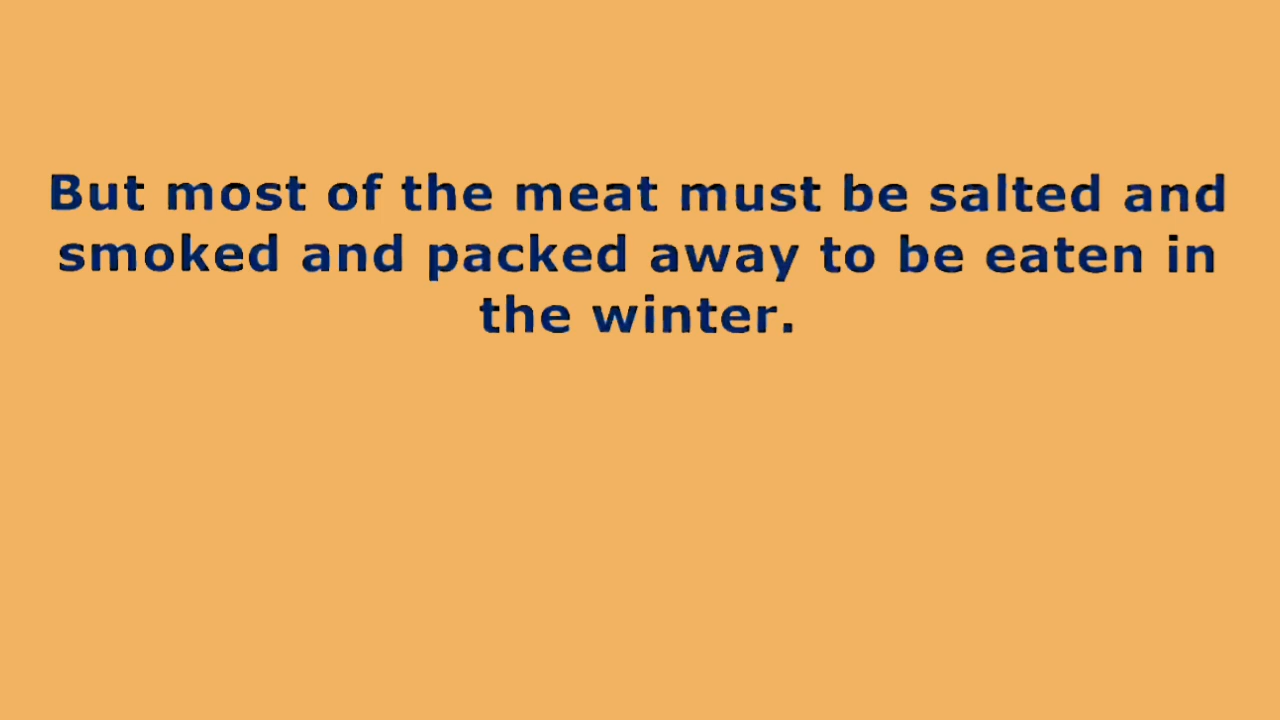 But most of the meat must be salted and
smoked and packed away to be eaten in
the winter.